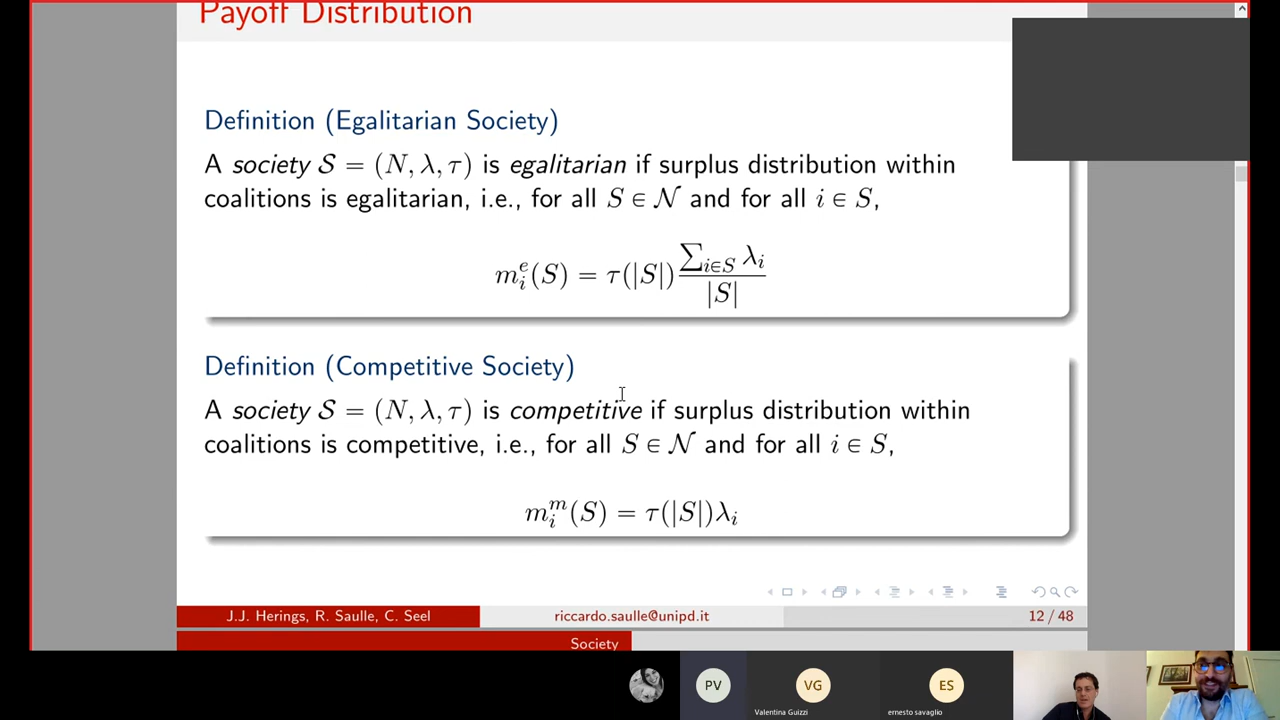 Payoff Distribution
Definition (Egalitarian Society)
A society 𝒮 = (N, λ, τ) is egalitarian if surplus distribution within
coalitions is egalitarian, i.e., for all S ∈ 𝒩 and for all i ∈ S,
m_i^e(S) = τ(|S|) ∑_{i∈S} λ_i / |S|
Definition (Competitive Society)
A society 𝒮 = (N, λ, τ) is competitive if surplus distribution within
coalitions is competitive, i.e., for all S ∈ 𝒩 and for all i ∈ S,
m_i^m(S) = τ(|S|)λ_i
J.J. Herings, R. Saulle, C. Seel
riccardo.saulle@unipd.it
12 / 48
Society
PV
VG
ES
Valentina Guizzi
ernesto savaglio